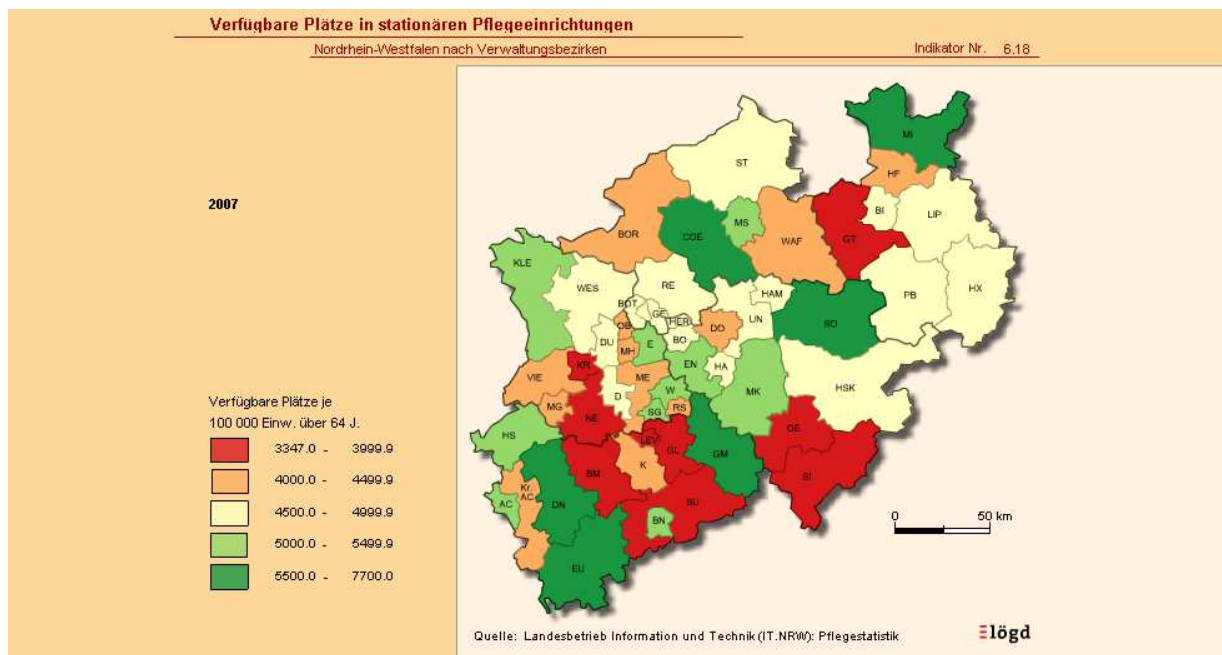 Verfügbare Plätze in stationären Pflegeeinrichtungen
Nordrhein-Westfalen nach Verwaltungsbezirken Indikator Nr. 6.18
2007
MI
ST
HF
BI
LIP
MS
BOR
COE
WAF
GT
KLE
RE
WES
HAM
PB
HX
BOT
GE
HER
UN
SO
OB
DO
DU
BO
E
MH
EN
HA
KR
VIE
ME
HSK
W
MK
D
MG
NE
SG
RS
OE
HS
LEV
GL
K
GM
BM
SI
Kr.
AC
AC
DN
SU
BN
EU
Verfügbare Plätze je
100 000 Einw. über 64 J.
3347.0 - 3999.9
4000.0 - 4499.9
4500.0 - 4999.9
5000.0 - 5499.9
5500.0 - 7700.0
0 50 km
Quelle: Landesbetrieb Information und Technik (IT.NRW): Pflegestatistik
lögd